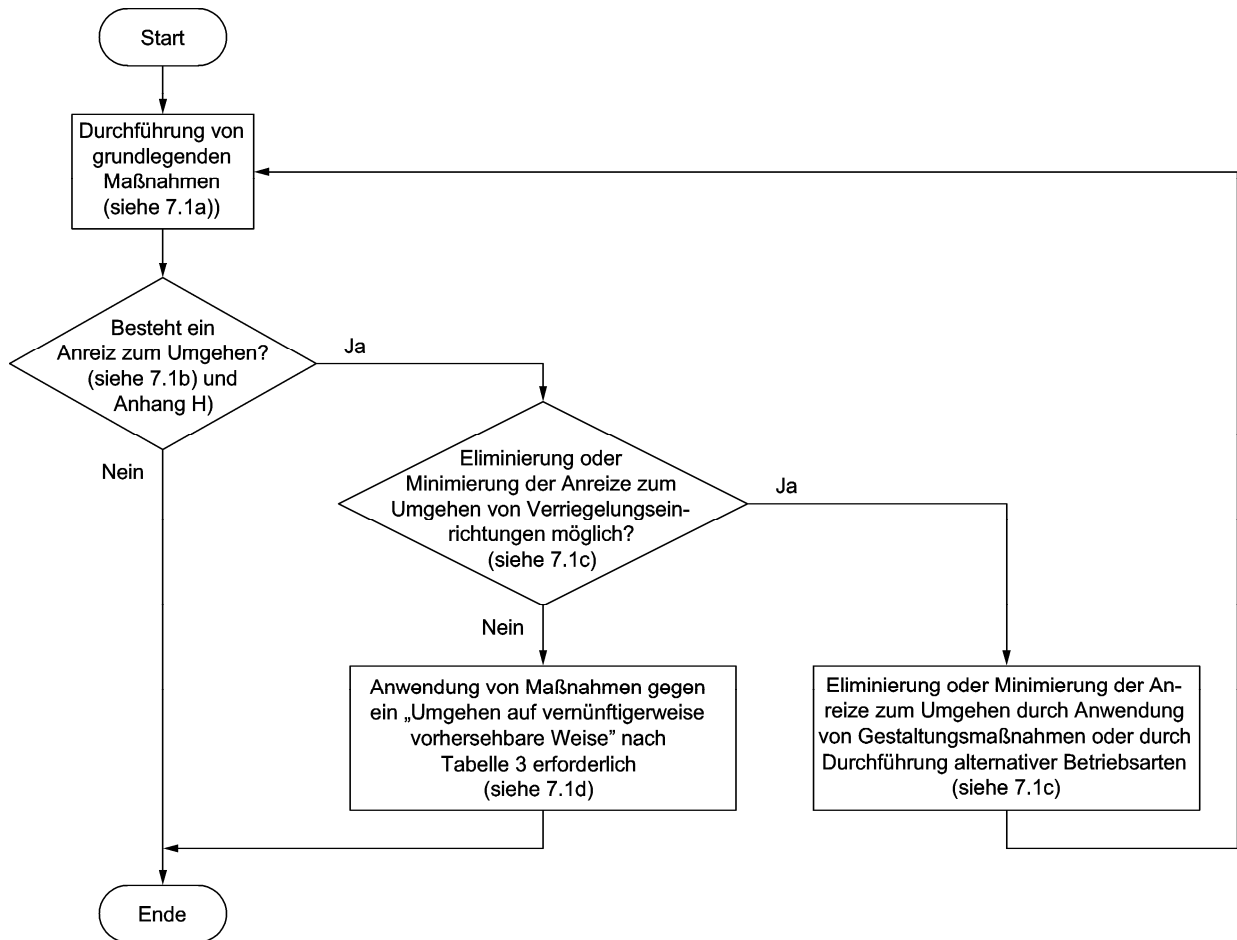 Start
Durchführung von
grundlegenden
Maßnahmen
(siehe 7.1a))
Besteht ein
Anreiz zum Umgehen?
(siehe 7.1b) und
Anhang H)
Ja
Nein
Eliminierung oder
Minimierung der Anreize zum
Umgehen von Verriegelungsein-
richtungen möglich?
(siehe 7.1c)
Ja
Nein
Anwendung von Maßnahmen gegen
ein „Umgehen auf vernünftigerweise
vorhersehbare Weise” nach
Tabelle 3 erforderlich
(siehe 7.1d)
Eliminierung oder Minimierung der An-
reize zum Umgehen durch Anwendung
von Gestaltungsmaßnahmen oder durch
Durchführung alternativer Betriebsarten
(siehe 7.1c)
Ende